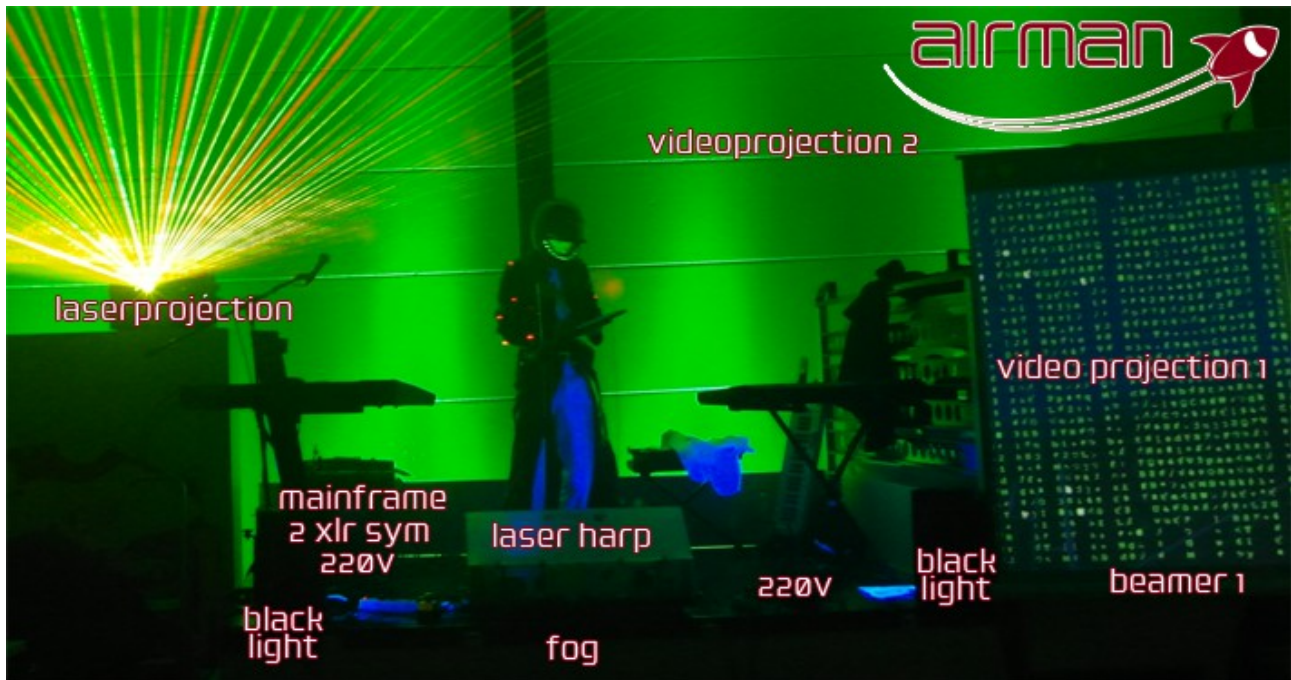 airman
videoprojection 2
laserprojéction
video projection 1
mainframe
2 xlr sym
220V
laser harp
220V
black
light
beamer 1
black
light
fog